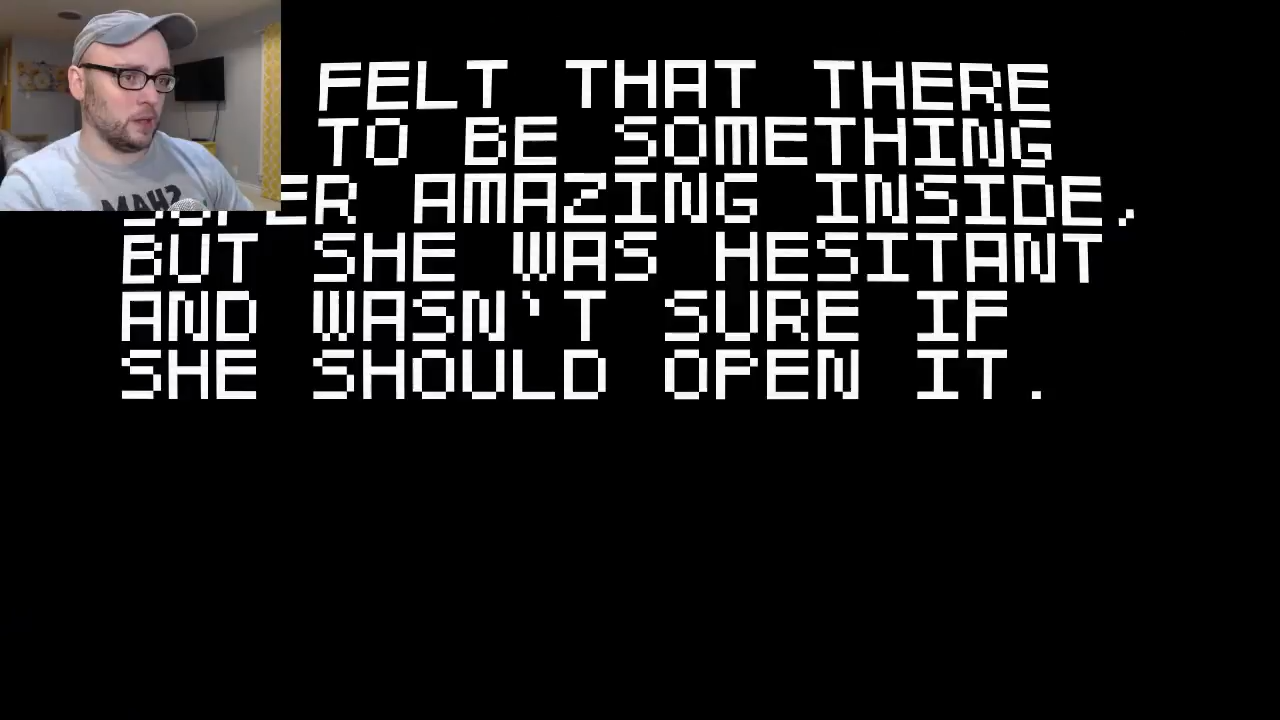 FELT THAT THERE
TO BE SOMETHING
SUPER AMAZING INSIDE,
BUT SHE WAS HESITANT
AND WASN'T SURE IF
SHE SHOULD OPEN IT.